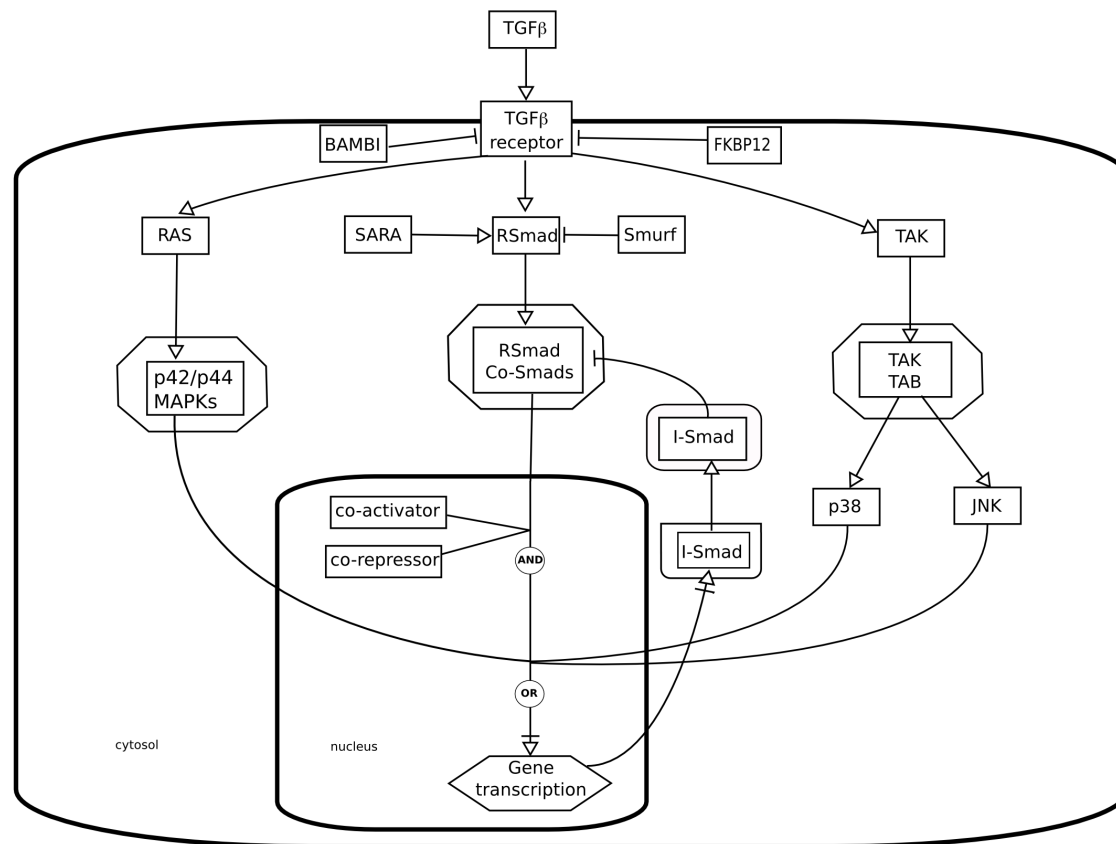 TGFβ
TGFβ
receptor
BAMBI
FKBP12
RAS
SARA
RSmad
Smurf
TAK
RSmad
Co-Smads
TAK
TAB
p42/p44
MAPKs
I-Smad
co-activator
p38
JNK
I-Smad
co-repressor
AND
OR
cytosol
nucleus
Gene
transcription